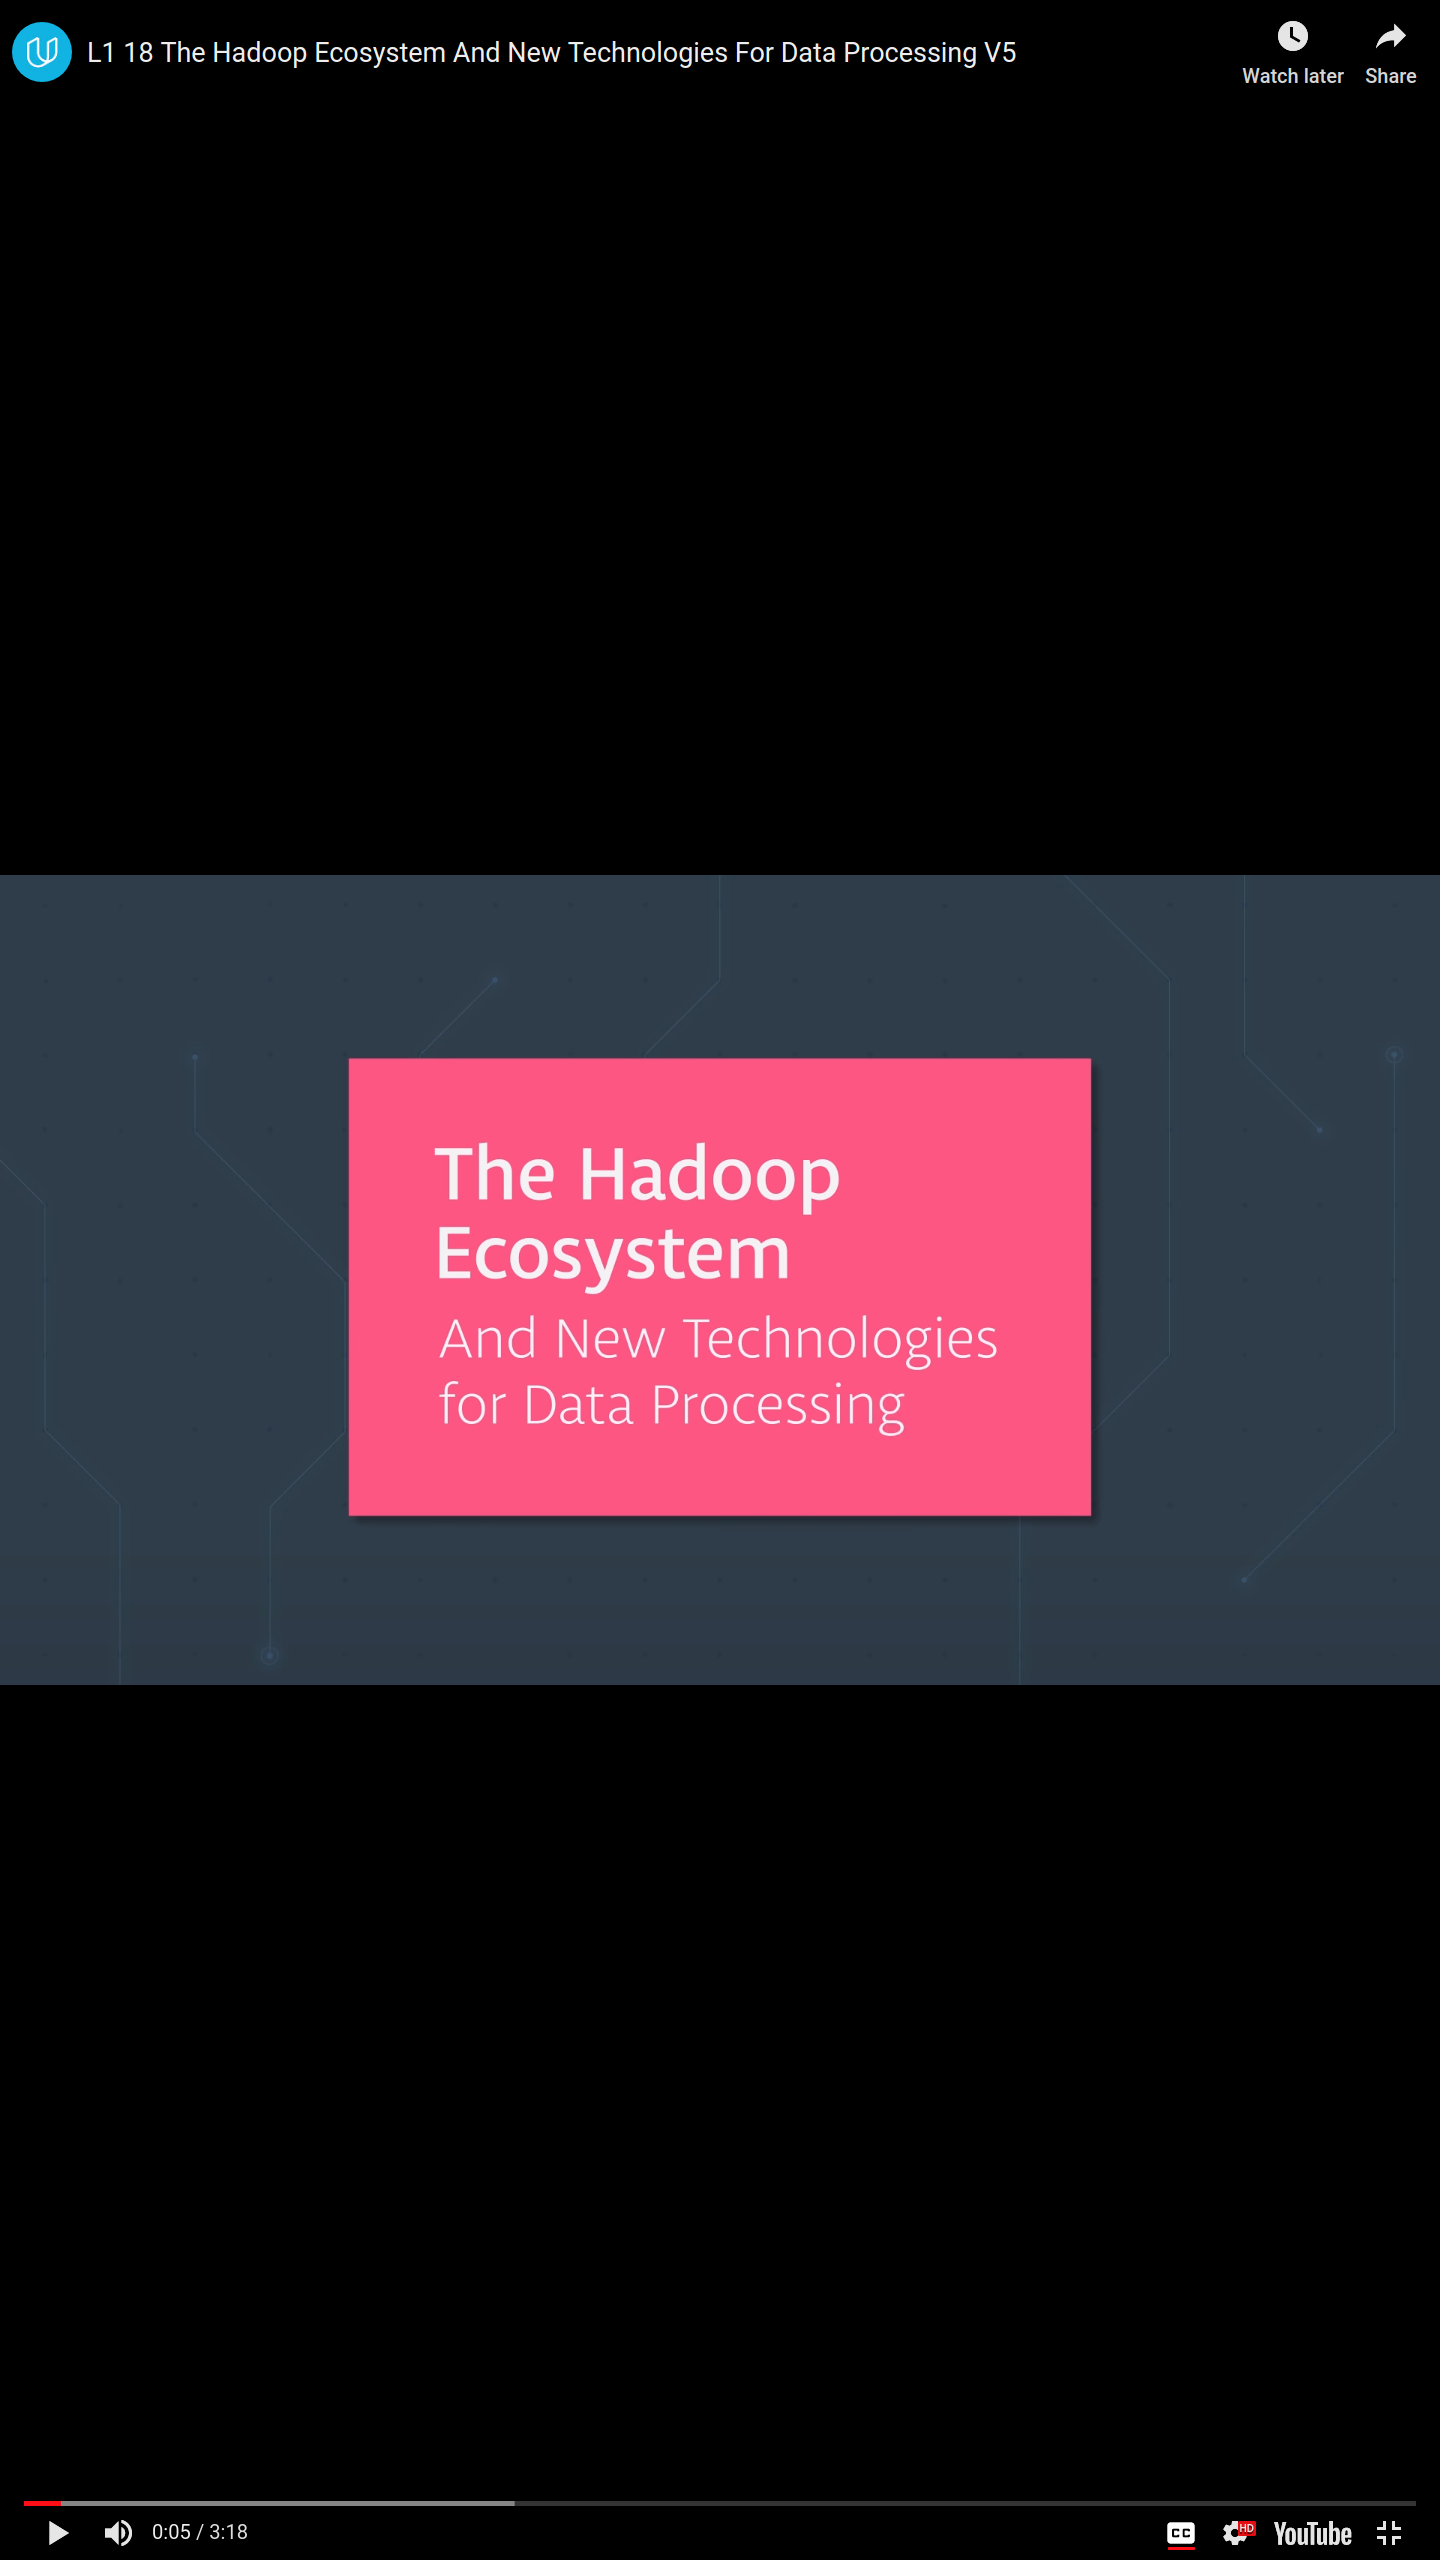 L1 18 The Hadoop Ecosystem And New Technologies For Data Processing V5
Watch later
Share
The Hadoop
Ecosystem
And New Technologies
for Data Processing
0:05 / 3:18
CC
HD
YouTube